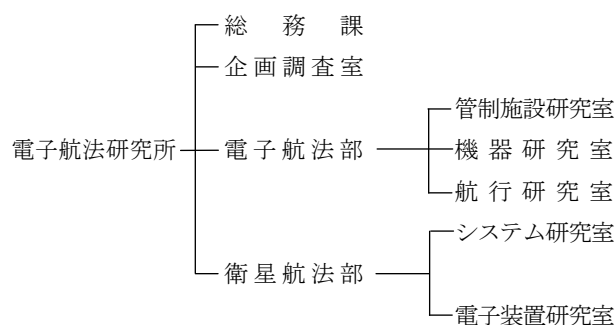 総務課
企画調査室
管制施設研究室
電子航法研究所 電子航法部 機器研究室
航行研究室
システム研究室
衛星航法部
電子装置研究室